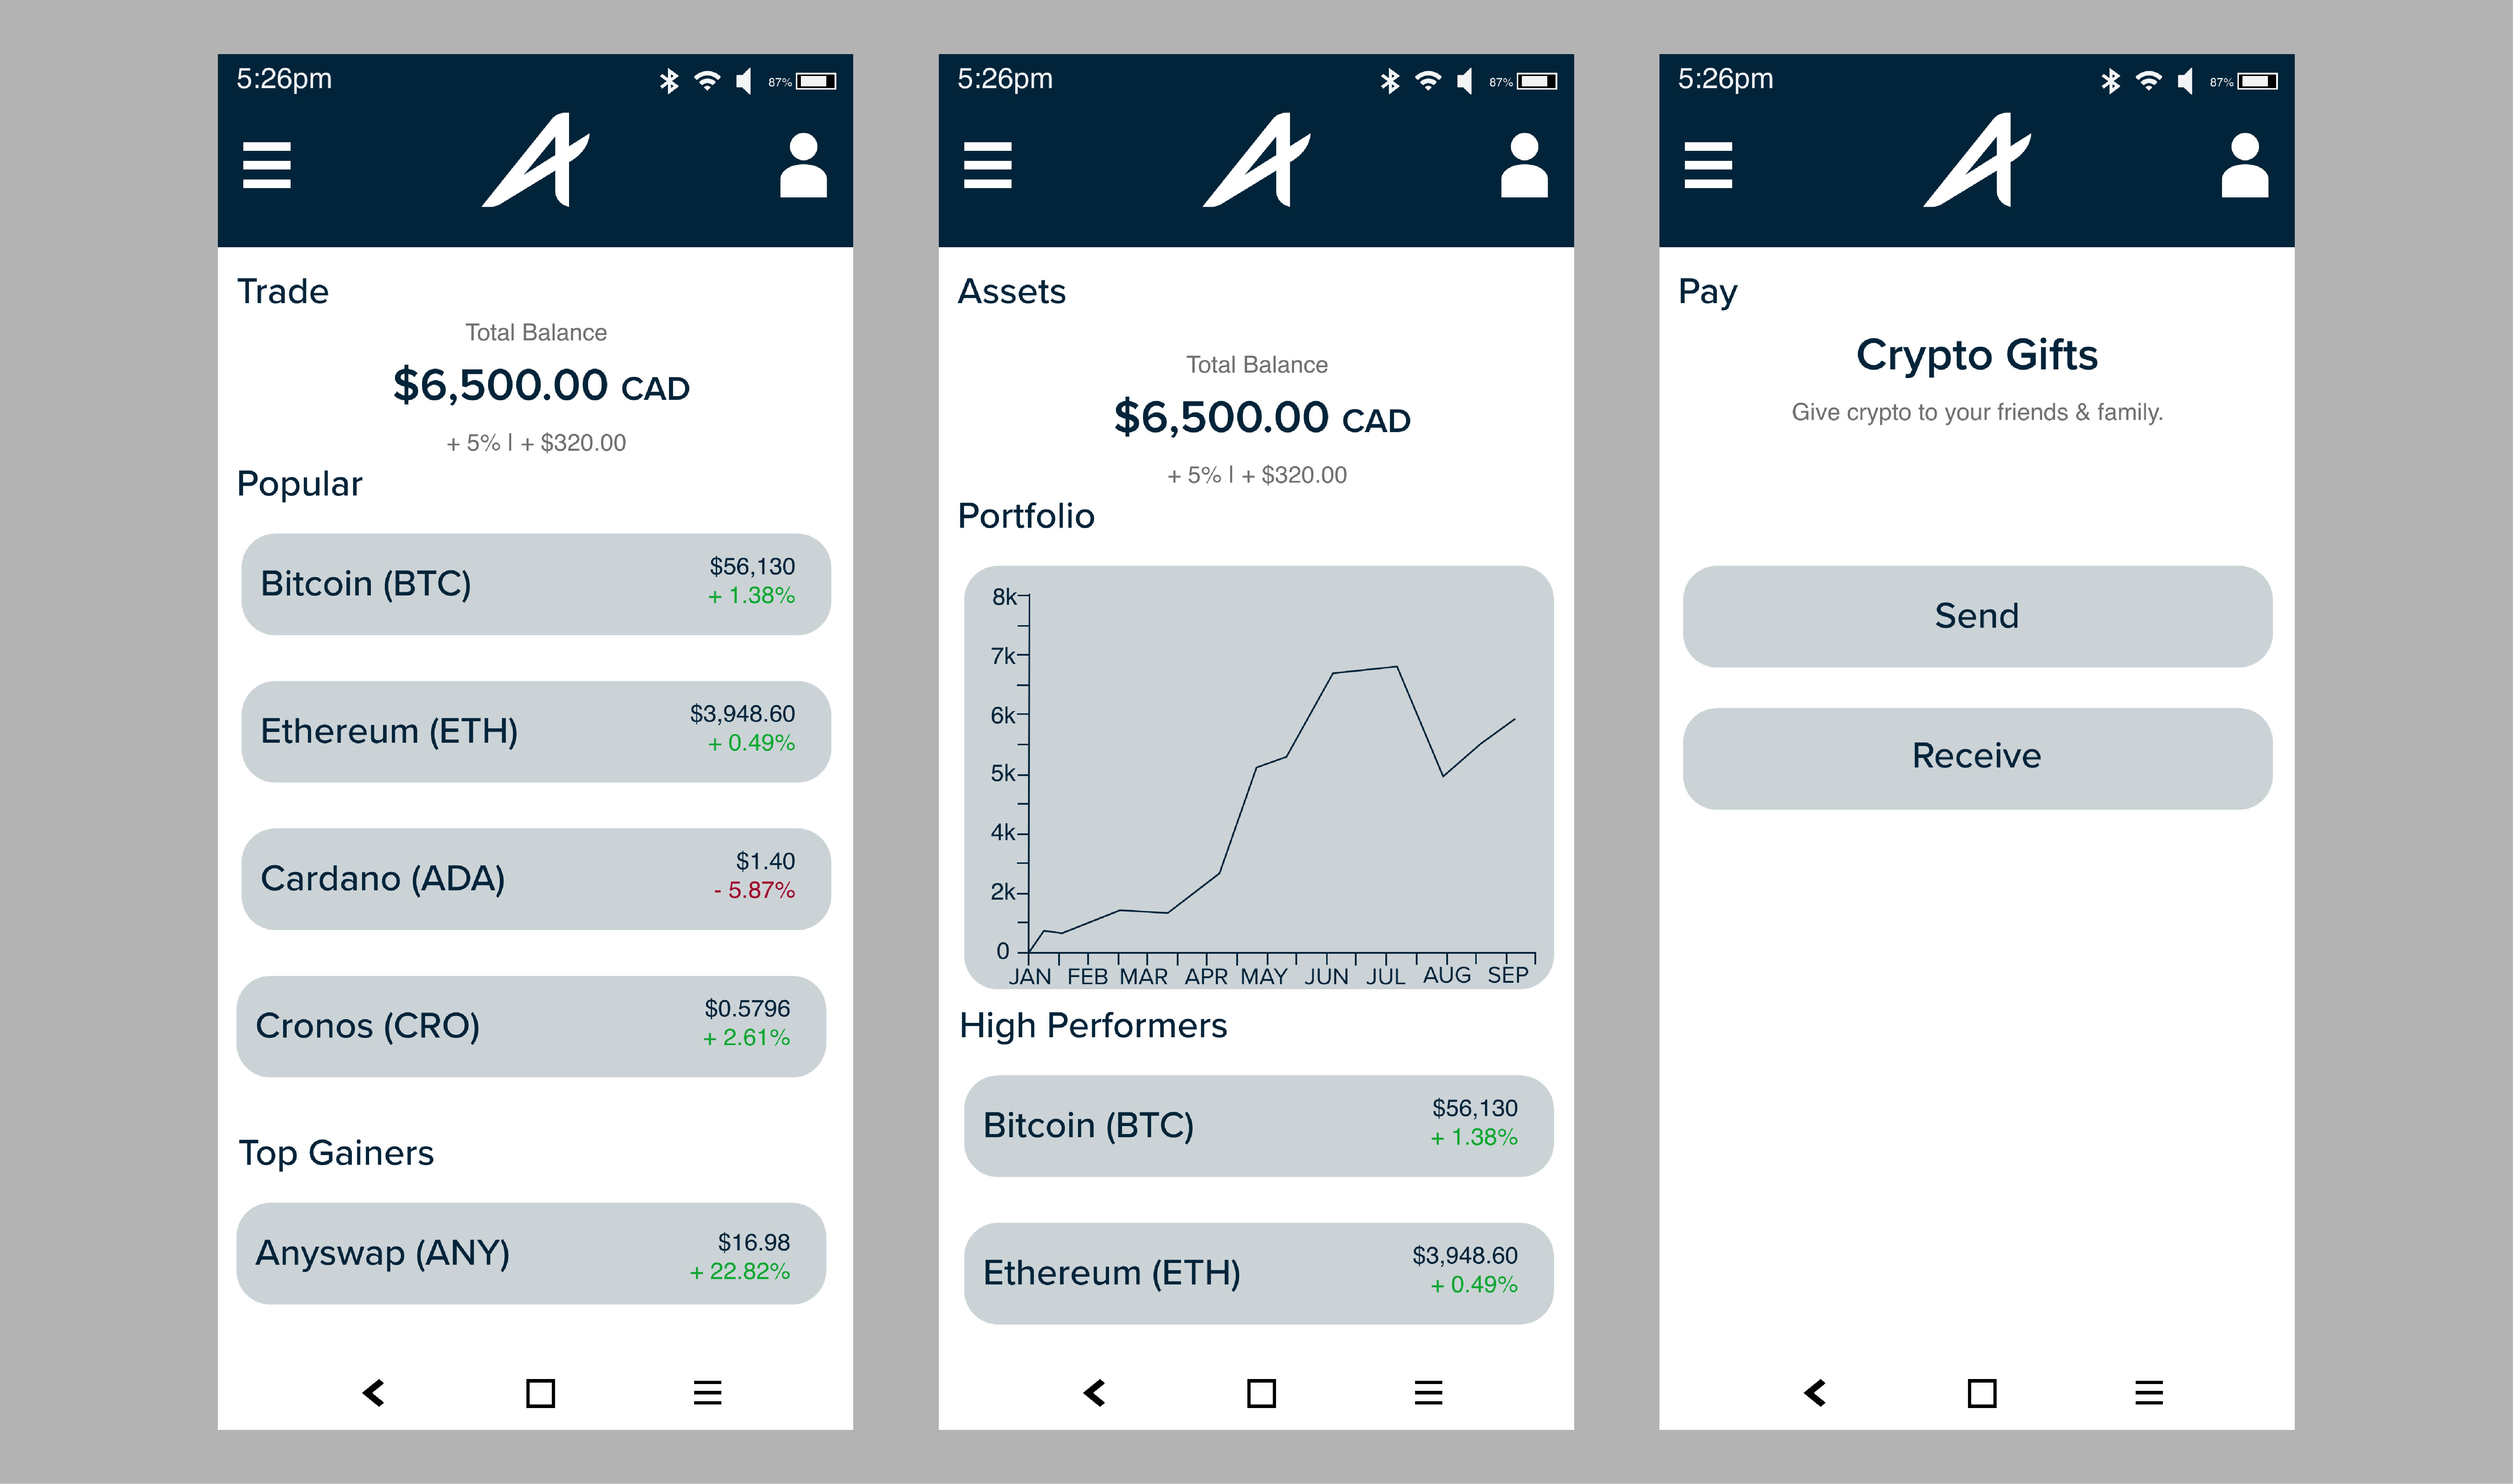 5:26pm
87%
Trade
Total Balance
$6,500.00 CAD
+ 5% | + $320.00
Popular
Bitcoin (BTC)
$56,130
+ 1.38%
Ethereum (ETH)
$3,948.60
+ 0.49%
Cardano (ADA)
$1.40
- 5.87%
Cronos (CRO)
$0.5796
+ 2.61%
Top Gainers
Anyswap (ANY)
$16.98
+ 22.82%
5:26pm
87%
Assets
Total Balance
$6,500.00 CAD
+ 5% | + $320.00
Portfolio
8k
7k
6k
5k
4k
2k
0
JAN FEB MAR APR MAY JUN JUL AUG SEP
High Performers
Bitcoin (BTC)
$56,130
+ 1.38%
Ethereum (ETH)
$3,948.60
+ 0.49%
5:26pm
87%
Pay
Crypto Gifts
Give crypto to your friends & family.
Send
Receive